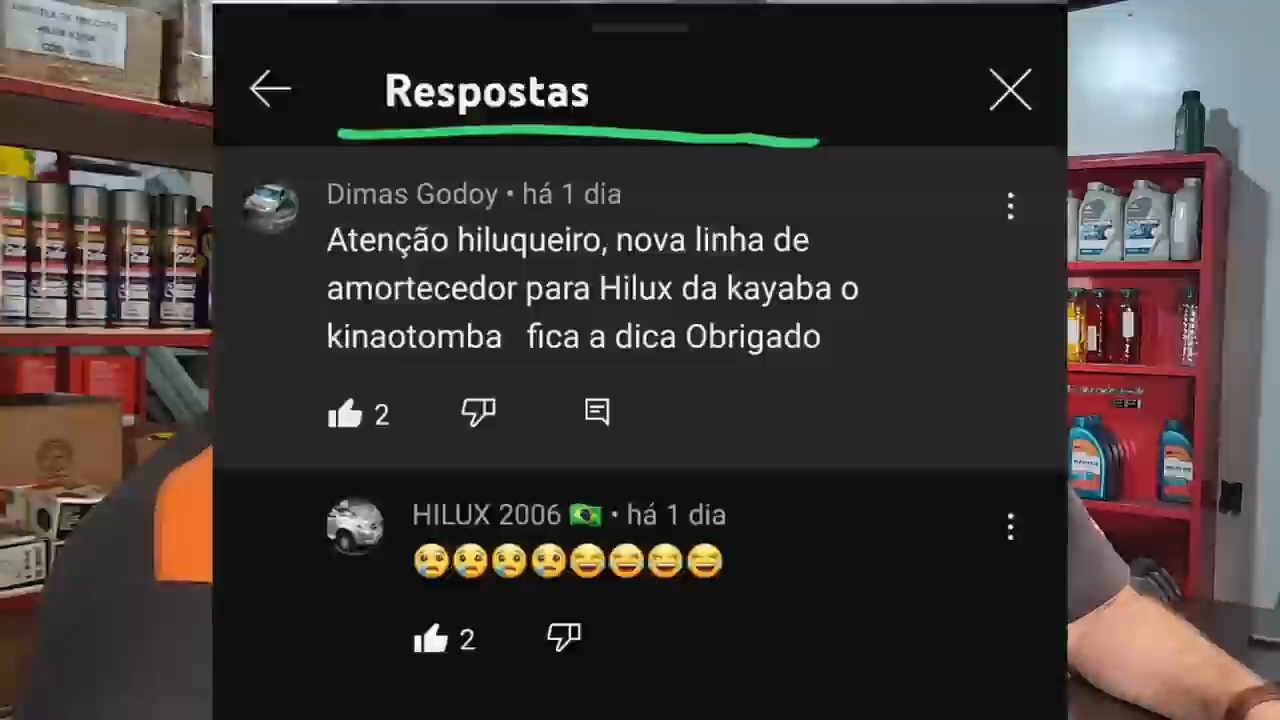 Respostas
Dimas Godoy • há 1 dia
Atenção hiluqueiro, nova linha de
amortecedor para Hilux da kayaba o
kinaotomba fica a dica Obrigado
2
HILUX 2006 🇧🇷 • há 1 dia
😢😢😢😢😆😆😆😆
2